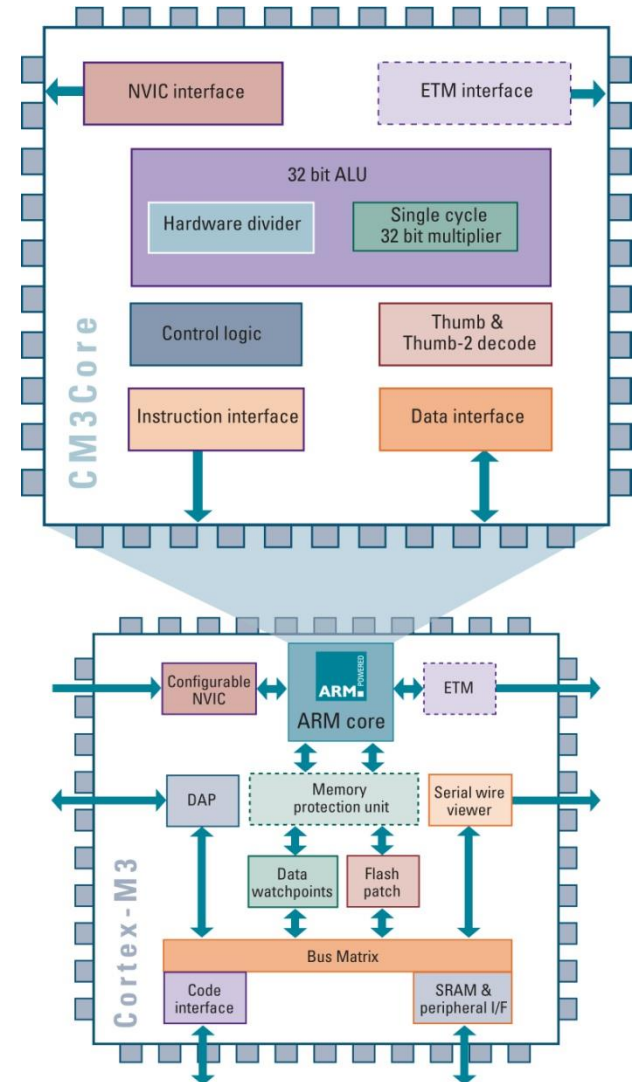 NVIC interface
ETM interface
32 bit ALU
Hardware divider
Single cycle
32 bit multiplier
Control logic
Thumb &
Thumb-2 decode
Instruction interface
Data interface
CM3Core
Configurable
NVIC
ARM
POWERED
ARM core
ETM
DAP
Memory
protection unit
Serial wire
viewer
Data
watchpoints
Flash
patch
Bus Matrix
Code
interface
SRAM &
peripheral I/F
Cortex-M3